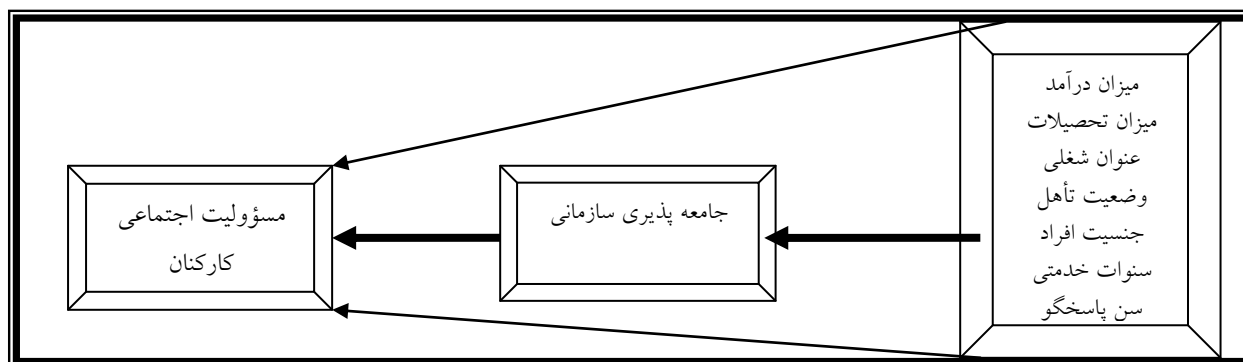 میزان درآمد
میزان تحصیلات
عنوان شغلی
وضعیت تأهل
جنسیت افراد
سنوات خدمتی
سن پاسخگو
جامعه پذیری سازمانی
مسؤولیت اجتماعی
کارکنان